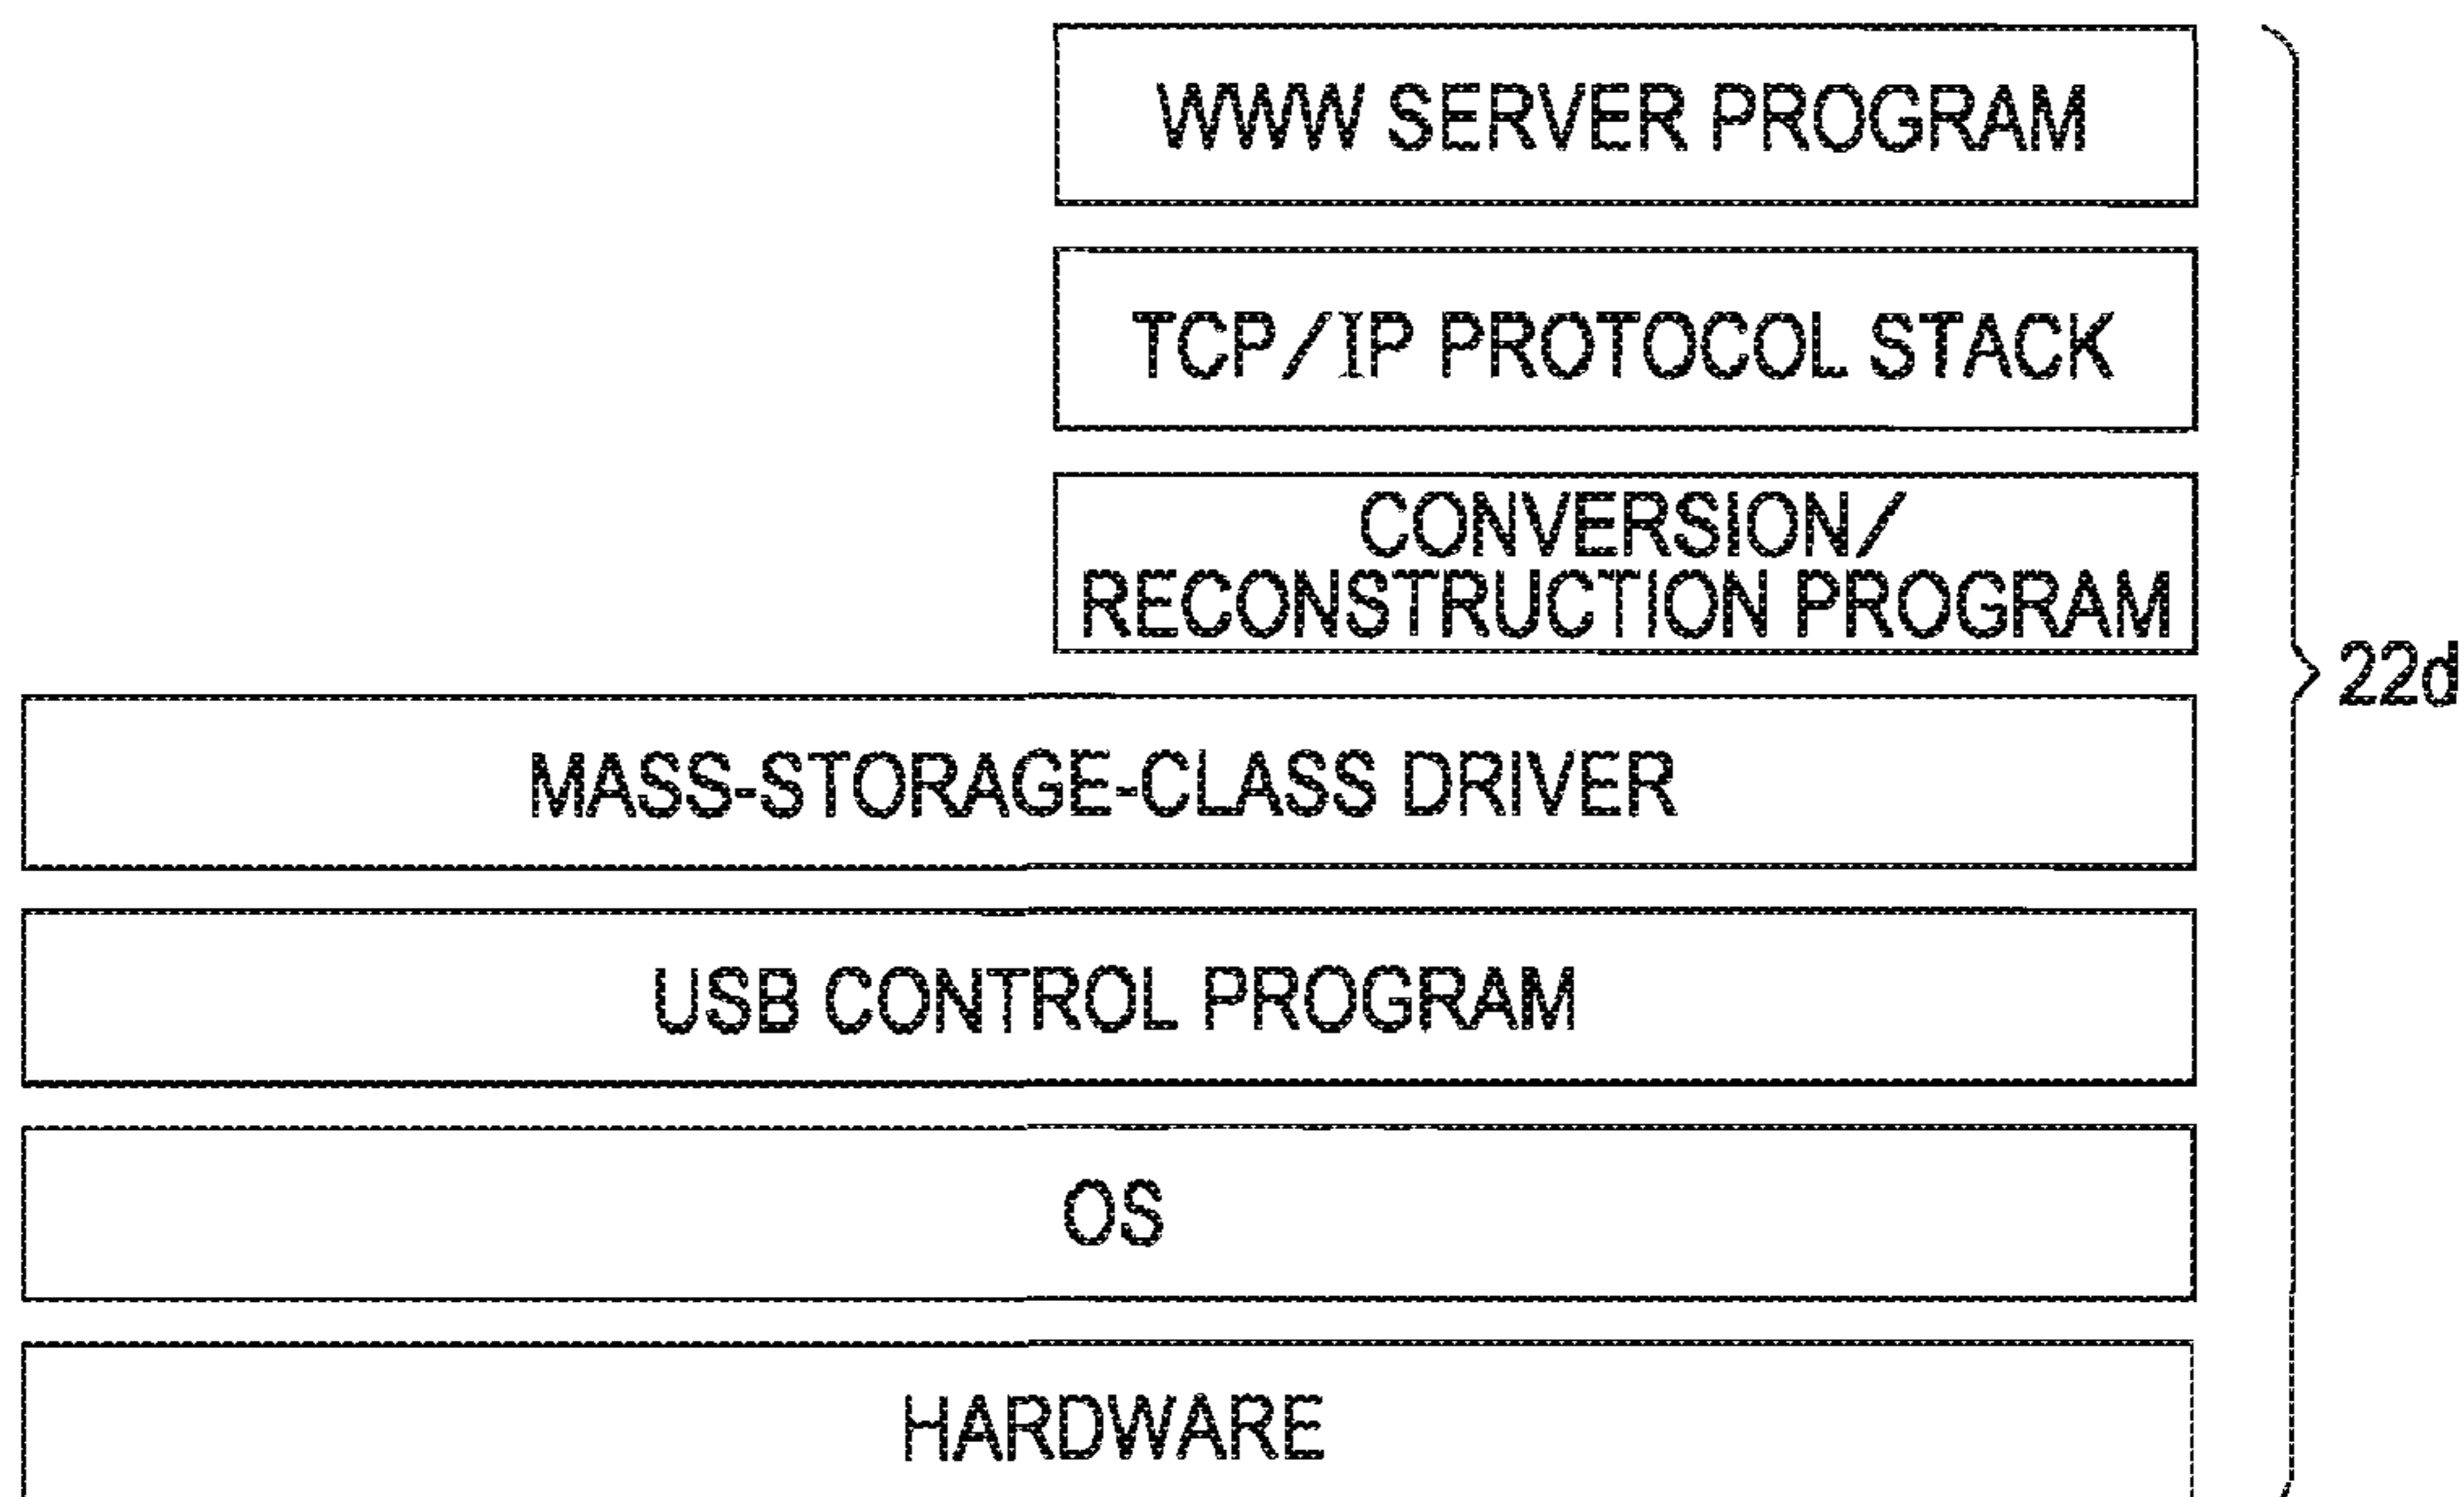 WWW SERVER PROGRAM
TCP/IP PROTOCOL STACK
CONVERSION/
RECONSTRUCTION PROGRAM
22d
MASS-STORAGE-CLASS DRIVER
USB CONTROL PROGRAM
OS
HARDWARE